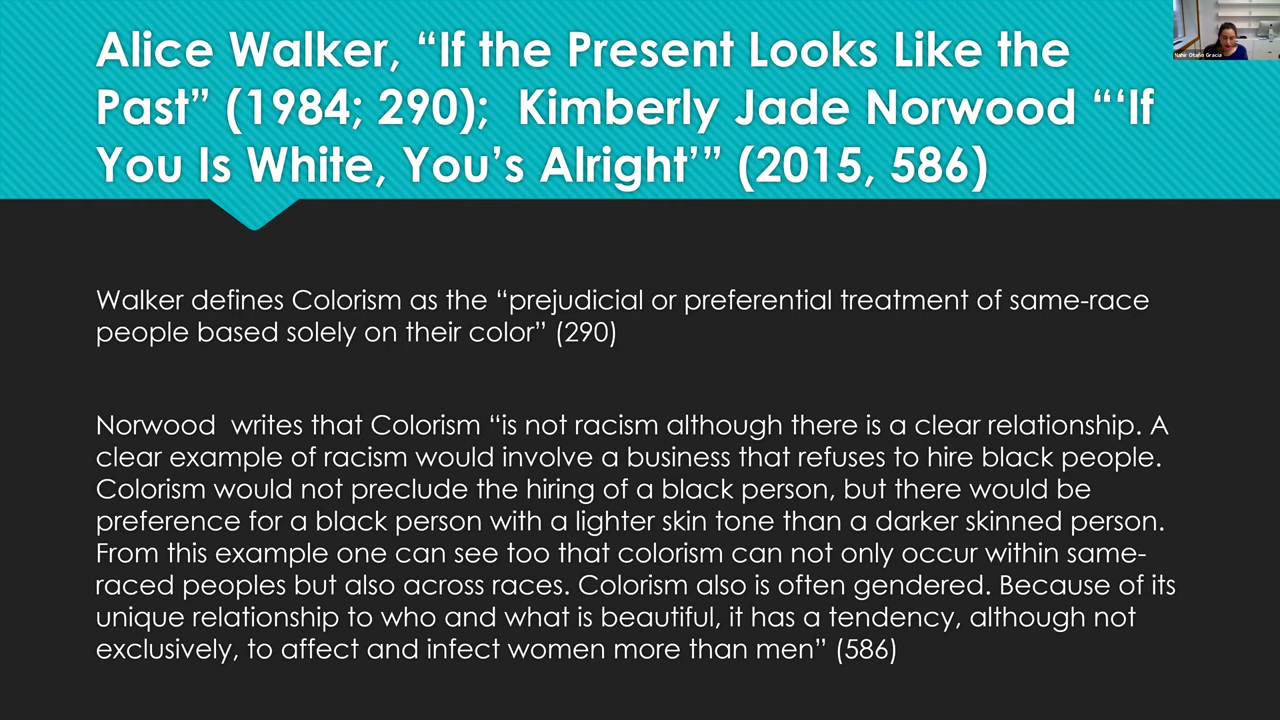 Alice Walker, “If the Present Looks Like the
Past” (1984; 290);  Kimberly Jade Norwood “‘If
You Is White, You’s Alright’” (2015, 586)
Nahir Otaño Gracia
Walker defines Colorism as the “prejudicial or preferential treatment of same-race
people based solely on their color” (290)
Norwood  writes that Colorism “is not racism although there is a clear relationship. A
clear example of racism would involve a business that refuses to hire black people.
Colorism would not preclude the hiring of a black person, but there would be
preference for a black person with a lighter skin tone than a darker skinned person.
From this example one can see too that colorism can not only occur within same-
raced peoples but also across races. Colorism also is often gendered. Because of its
unique relationship to who and what is beautiful, it has a tendency, although not
exclusively, to affect and infect women more than men” (586)